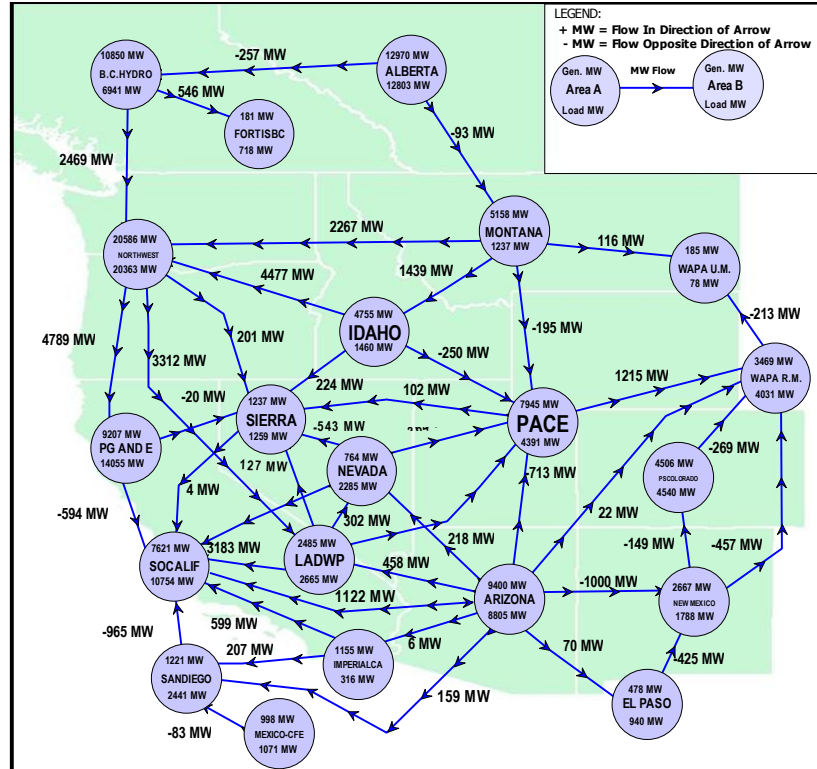 LEGEND:
+ MW = Flow In Direction of Arrow
- MW = Flow Opposite Direction of Arrow
Gen. MW
Area A
Load MW
MW Flow
Gen. MW
Area B
Load MW
10850 MW
B.C.HYDRO
6941 MW
-257 MW
12970 MW
ALBERTA
12803 MW
546 MW
181 MW
FORTISBC
718 MW
-93 MW
2469 MW
5158 MW
MONTANA
1237 MW
2267 MW
116 MW
185 MW
WAPA U.M.
78 MW
20586 MW
NORTHWEST
20363 MW
4477 MW
1439 MW
-195 MW
-213 MW
4755 MW
IDAHO
1460 MW
4789 MW
3312 MW
201 MW
-250 MW
3469 MW
WAPA R.M.
4031 MW
-20 MW
224 MW
102 MW
1215 MW
1237 MW
SIERRA
1259 MW
7945 MW
PACE
4391 MW
9207 MW
PG AND E
14055 MW
-543 MW
127 MW
764 MW
NEVADA
2285 MW
-713 MW
4506 MW
PSCOLORADO
4540 MW
-269 MW
4 MW
-594 MW
302 MW
22 MW
7621 MW
SOCALIF
10754 MW
3183 MW
2485 MW
LADWP
2665 MW
218 MW
458 MW
-149 MW
-457 MW
9400 MW
ARIZONA
8805 MW
-1000 MW
2667 MW
NEW MEXICO
1788 MW
1122 MW
599 MW
-965 MW
207 MW
1155 MW
IMPERIALCA
316 MW
6 MW
70 MW
-425 MW
1221 MW
SANDIEGO
2441 MW
159 MW
478 MW
EL PASO
940 MW
-83 MW
998 MW
MEXICO-CFE
1071 MW